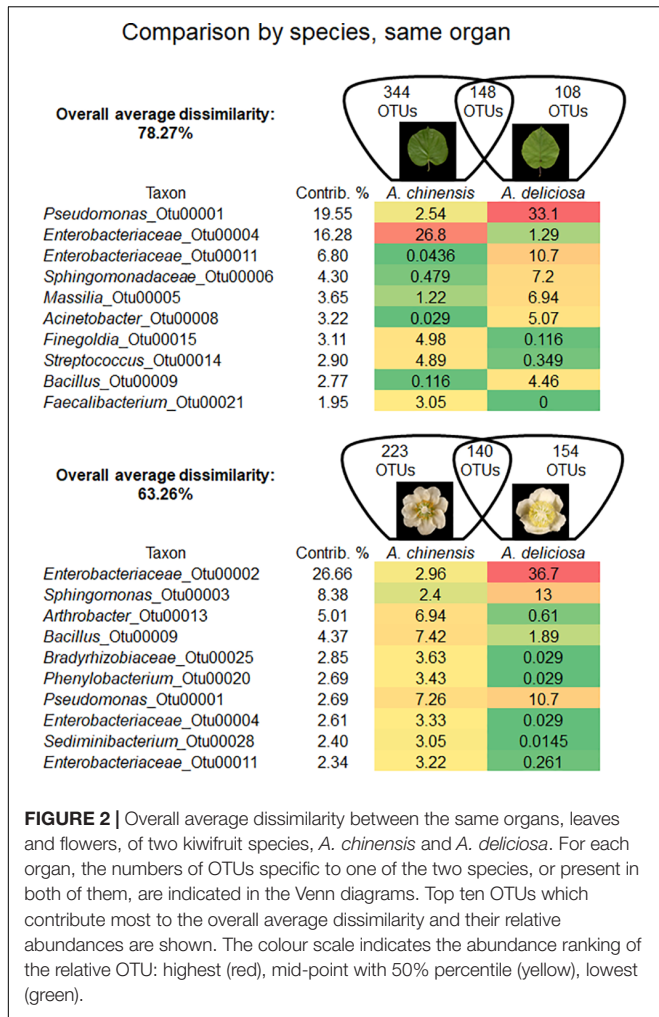 Comparison by species, same organ
344 OTUs 148 OTUs 108 OTUs
Overall average dissimilarity:
78.27%
Taxon Contrib. % A. chinensis A. deliciosa
Pseudomonas_Otu00001 19.55 2.54 33.1
Enterobacteriaceae_Otu00004 16.28 26.8 1.29
Enterobacteriaceae_Otu00011 6.80 0.0436 10.7
Sphingomonadaceae_Otu00006 4.30 0.479 7.2
Massilia_Otu00005 3.65 1.22 6.94
Acinetobacter_Otu00008 3.22 0.029 5.07
Finegoldia_Otu00015 3.11 4.98 0.116
Streptococcus_Otu00014 2.90 4.89 0.349
Bacillus_Otu00009 2.77 0.116 4.46
Faecalibacterium_Otu00021 1.95 3.05 0
223 OTUs 140 OTUs 154 OTUs
Overall average dissimilarity:
63.26%
Taxon Contrib. % A. chinensis A. deliciosa
Enterobacteriaceae_Otu00002 26.66 2.96 36.7
Sphingomonas_Otu00003 8.38 2.4 13
Arthrobacter_Otu00013 5.01 6.94 0.61
Bacillus_Otu00009 4.37 7.42 1.89
Bradyrhizobiaceae_Otu00025 2.85 3.63 0.029
Phenylobacterium_Otu00020 2.69 3.43 0.029
Pseudomonas_Otu00001 2.69 7.26 10.7
Enterobacteriaceae_Otu00004 2.61 3.33 0.029
Sediminibacterium_Otu00028 2.40 3.05 0.0145
Enterobacteriaceae_Otu00011 2.34 3.22 0.261
FIGURE 2 | Overall average dissimilarity between the same organs, leaves
and flowers, of two kiwifruit species, A. chinensis and A. deliciosa. For each
organ, the numbers of OTUs specific to one of the two species, or present in
both of them, are indicated in the Venn diagrams. Top ten OTUs which
contribute most to the overall average dissimilarity and their relative
abundances are shown. The colour scale indicates the abundance ranking of
the relative OTU: highest (red), mid-point with 50% percentile (yellow), lowest
(green).